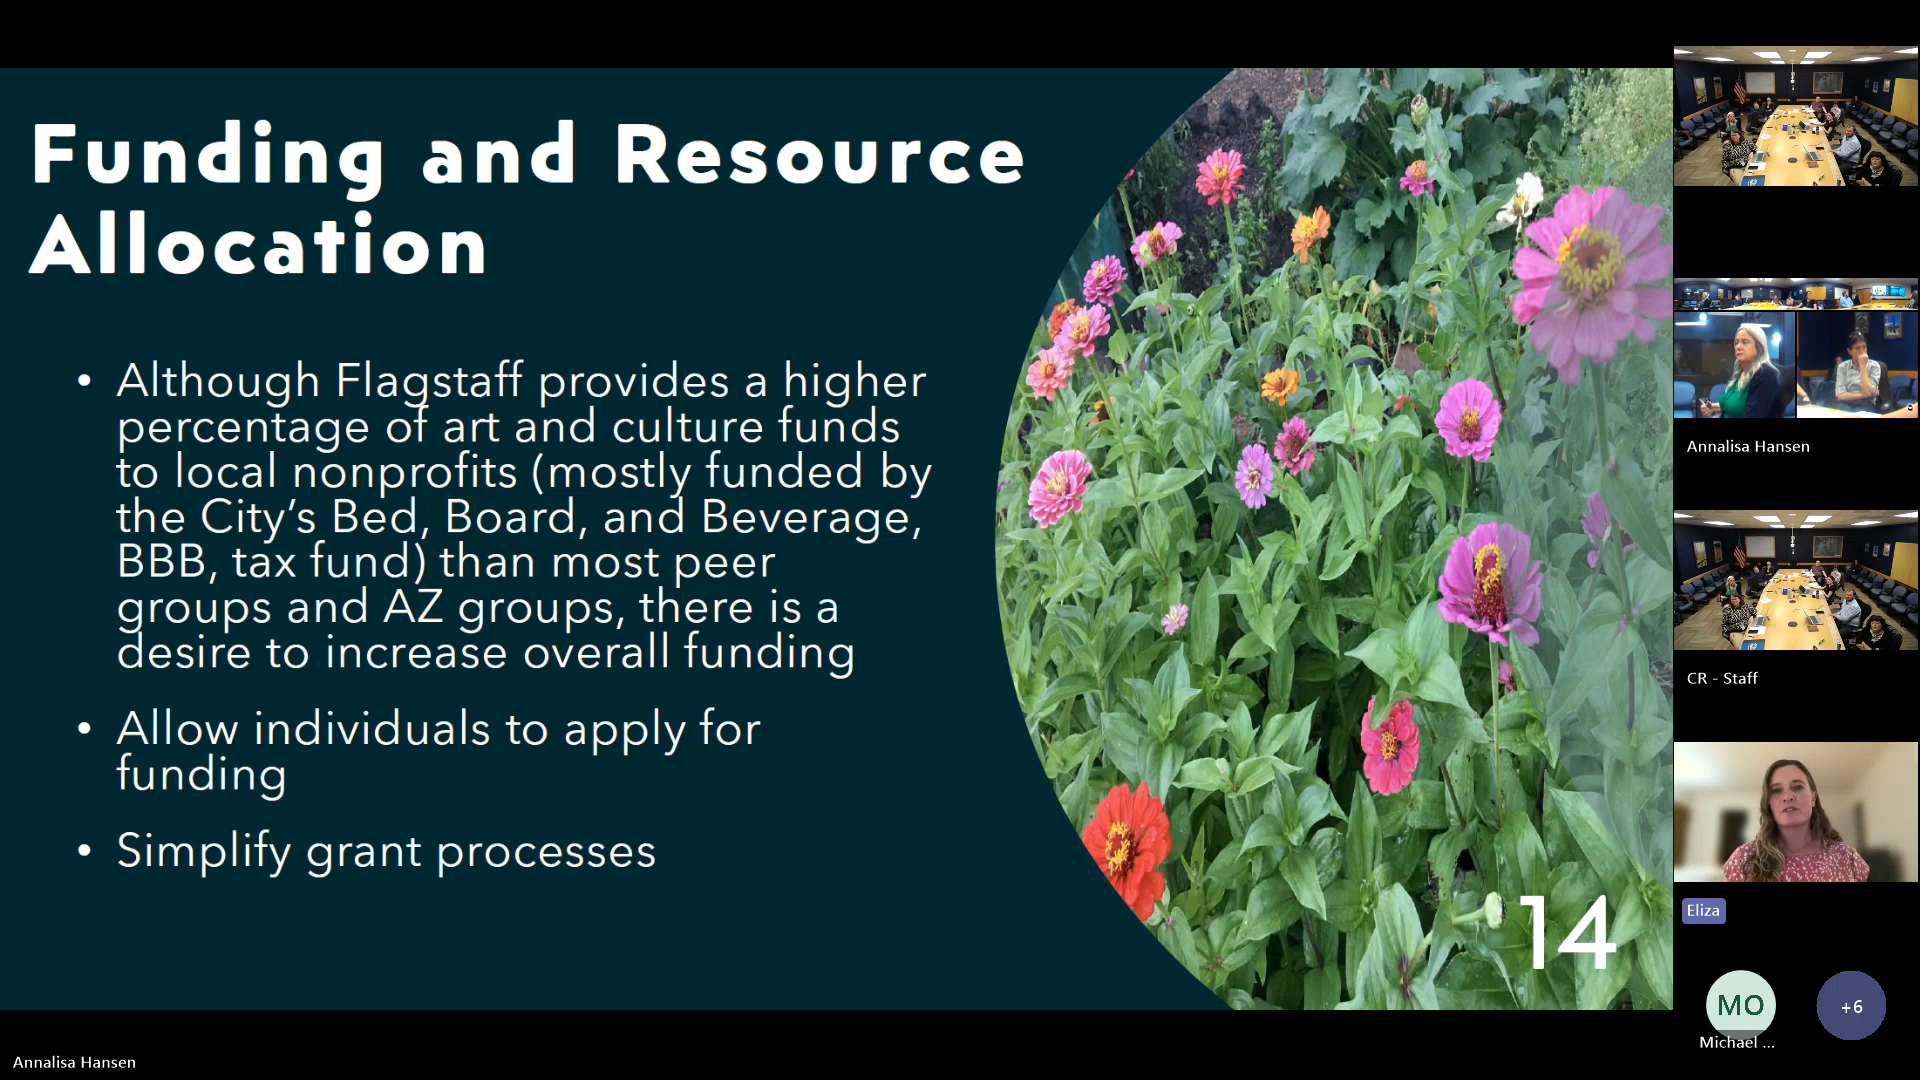 Funding and Resource
Allocation
• Although Flagstaff provides a higher
percentage of art and culture funds
to local nonprofits (mostly funded by
the City’s Bed, Board, and Beverage,
BBB, tax fund) than most peer
groups and AZ groups, there is a
desire to increase overall funding
• Allow individuals to apply for
funding
• Simplify grant processes
14
Annalisa Hansen
CR - Staff
Eliza
MO
Michael ...
+6
Annalisa Hansen